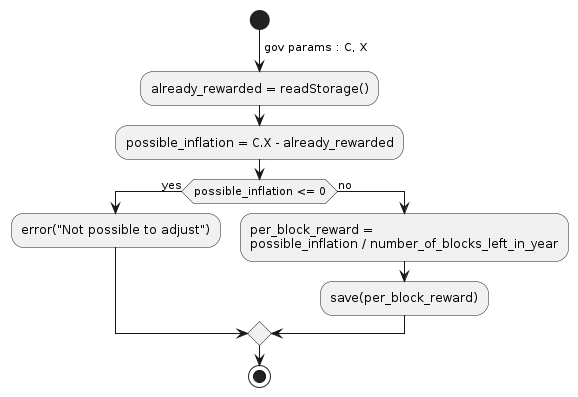 gov params : C, X
already_rewarded = readStorage()
possible_inflation = C.X - already_rewarded
yes
possible_inflation <= 0
no
error("Not possible to adjust")
per_block_reward =
possible_inflation / number_of_blocks_left_in_year
save(per_block_reward)